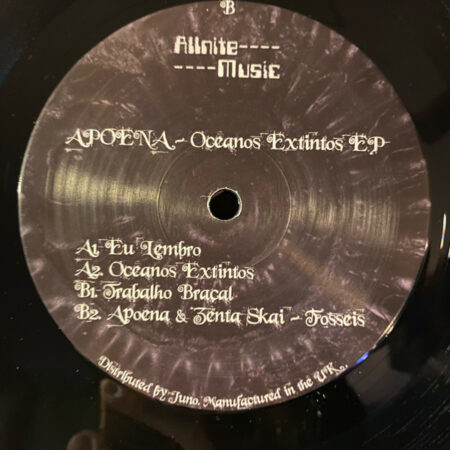 B
Allnite----
----Music
APOENA - Oceanos Extintos EP
A1. Eu Lembro
A2. Oceanos Extintos
B1. Trabalho Braçal
B2. Apoena & Zenta Skai - Fosseis
Distributed by Juno. Manufactured in the UK.